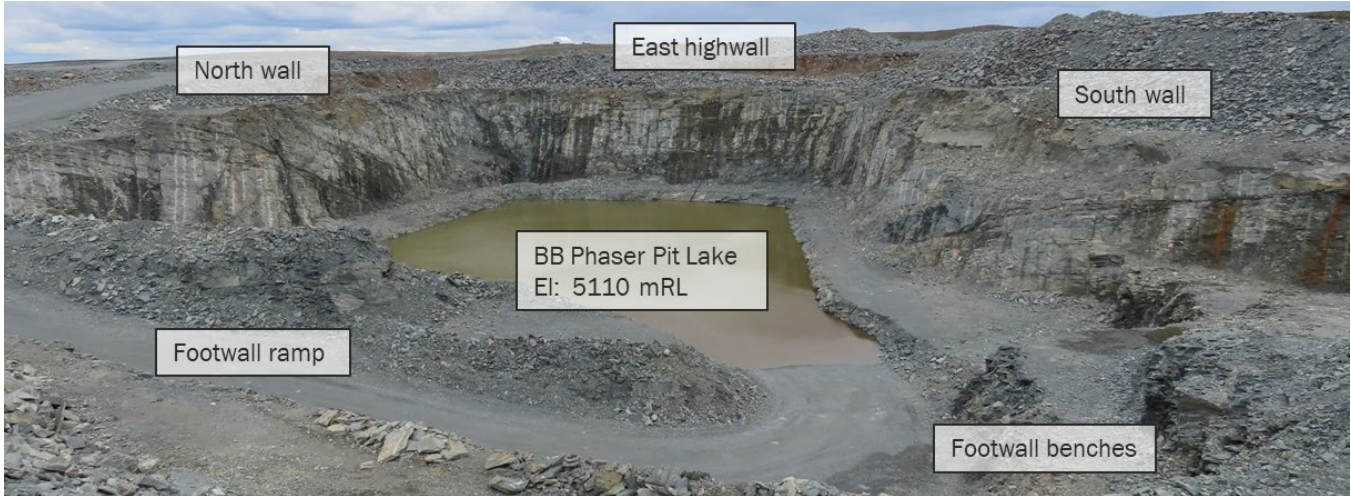 East highwall
North wall
South wall
BB Phaser Pit Lake
El: 5110 mRL
Footwall ramp
Footwall benches